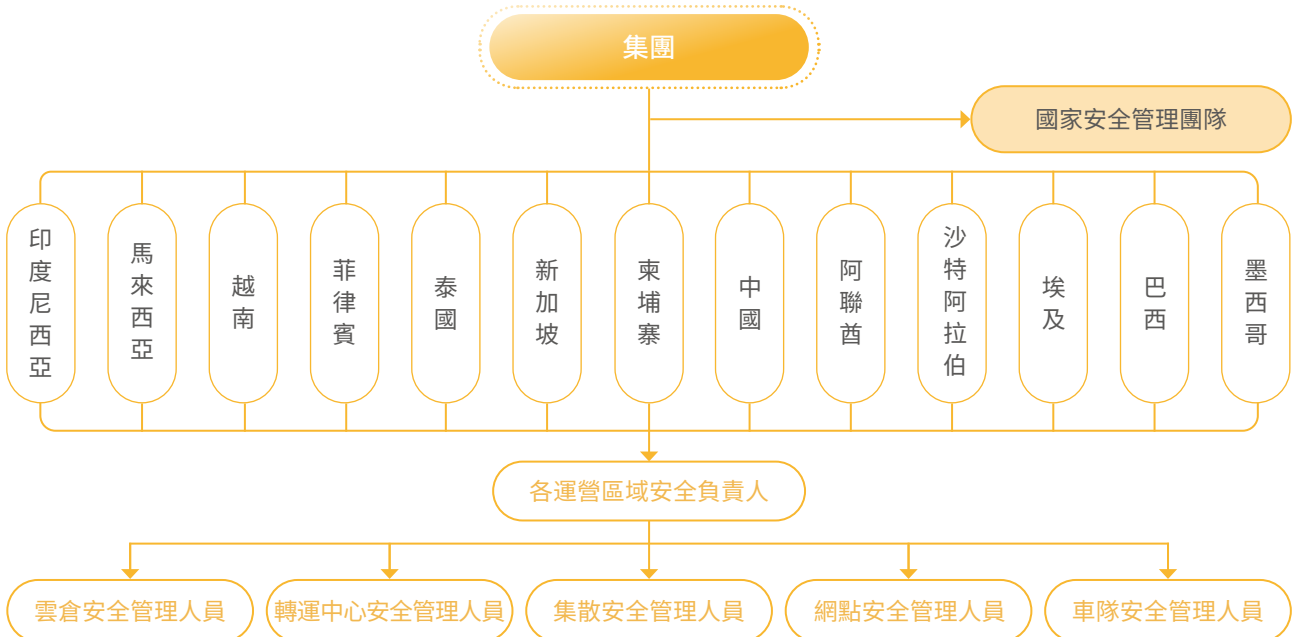 集團
國家安全管理團隊
印度尼西亞
馬來西亞
越南
菲律賓
泰國
新加坡
柬埔寨
中國
阿聯酋
沙特阿拉伯
埃及
巴西
墨西哥
各運營區域安全負責人
雲倉安全管理人員
轉運中心安全管理人員
集散安全管理人員
網點安全管理人員
車隊安全管理人員